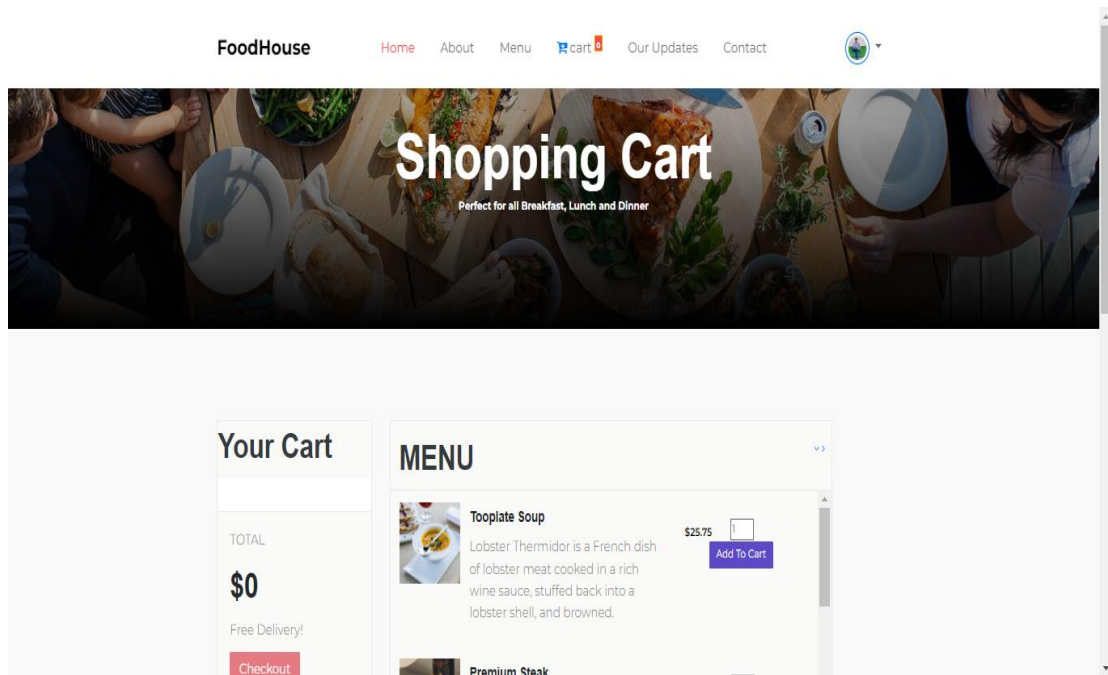 FoodHouse
Home About Menu cart 0 Our Updates Contact
Shopping Cart
Perfect for all Breakfast, Lunch and Dinner
Your Cart
TOTAL
$0
Free Delivery!
Checkout
MENU
Tooplate Soup
Lobster Thermidor is a French dish
of lobster meat cooked in a rich
wine sauce, stuffed back into a
lobster shell, and browned.
$25.75 1
Add To Cart
Premium Steak